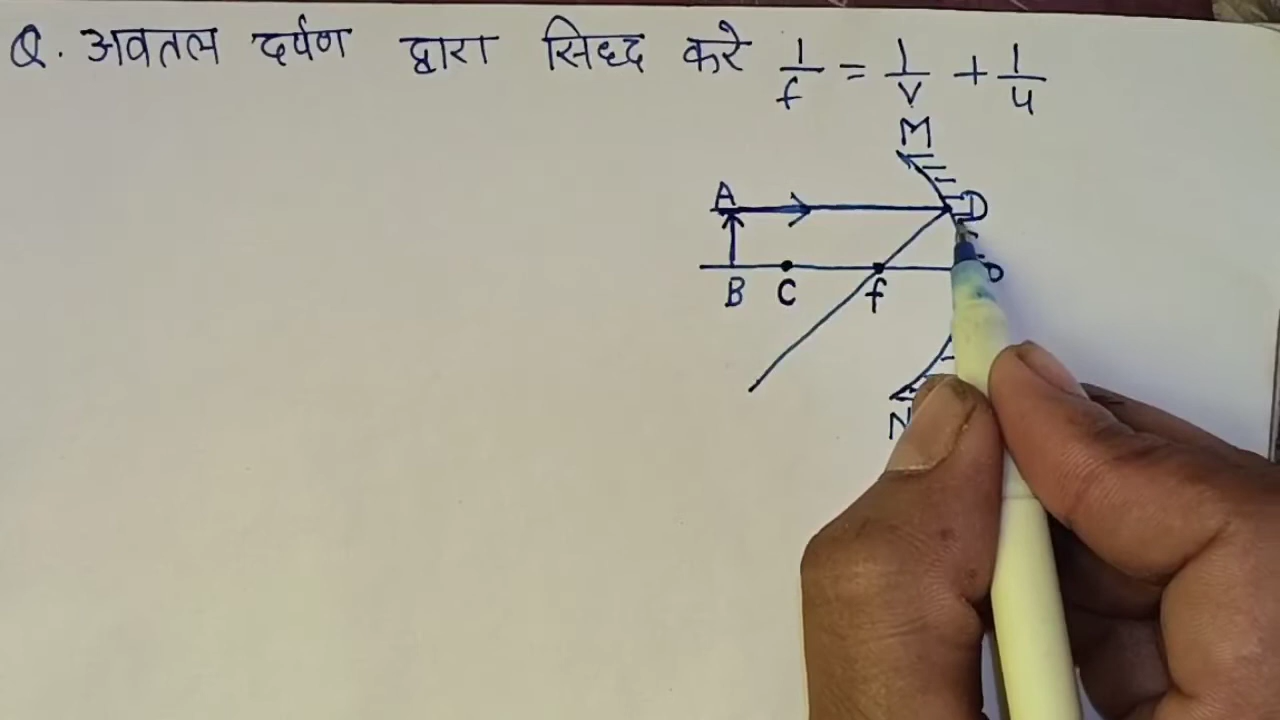 Q. अवतल दर्पण द्वारा सिध्द करे 1/f = 1/v + 1/u
M
A
D
B C f P
N